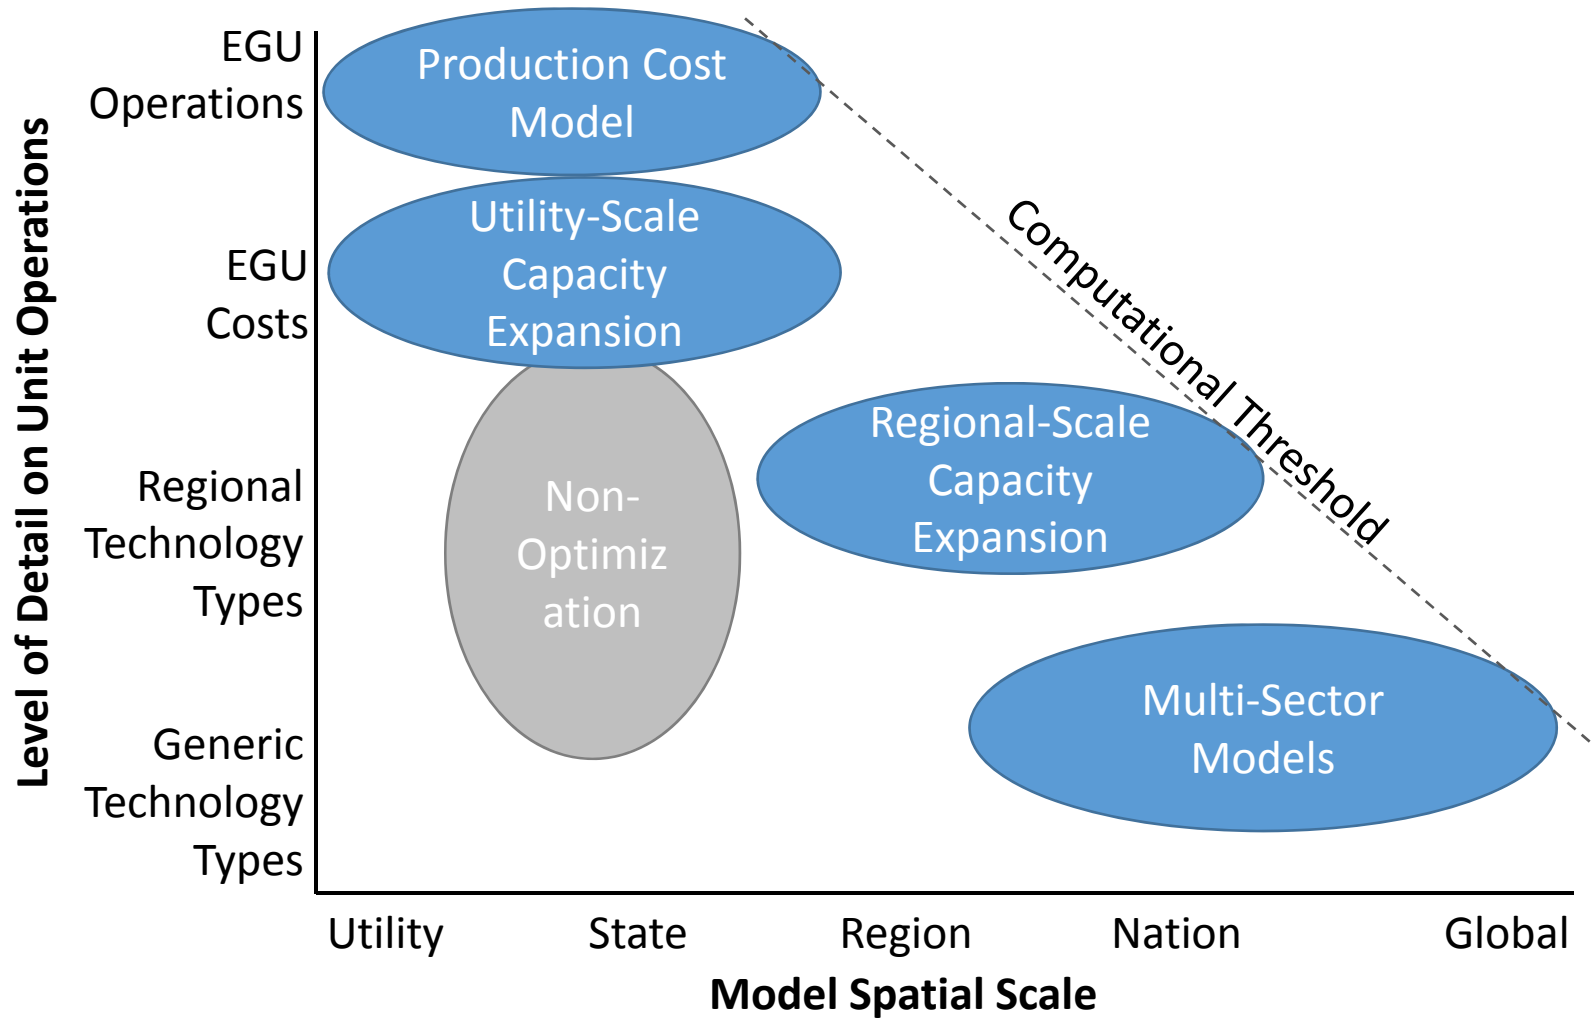 EGU
Operations
Production Cost
Model
Utility-Scale
Capacity
Expansion
EGU
Costs
Computational Threshold
Level of Detail on Unit Operations
Regional-Scale
Capacity
Expansion
Regional
Technology
Types
Non-
Optimiz
ation
Multi-Sector
Models
Generic
Technology
Types
Utility
State
Region
Nation
Global
Model Spatial Scale